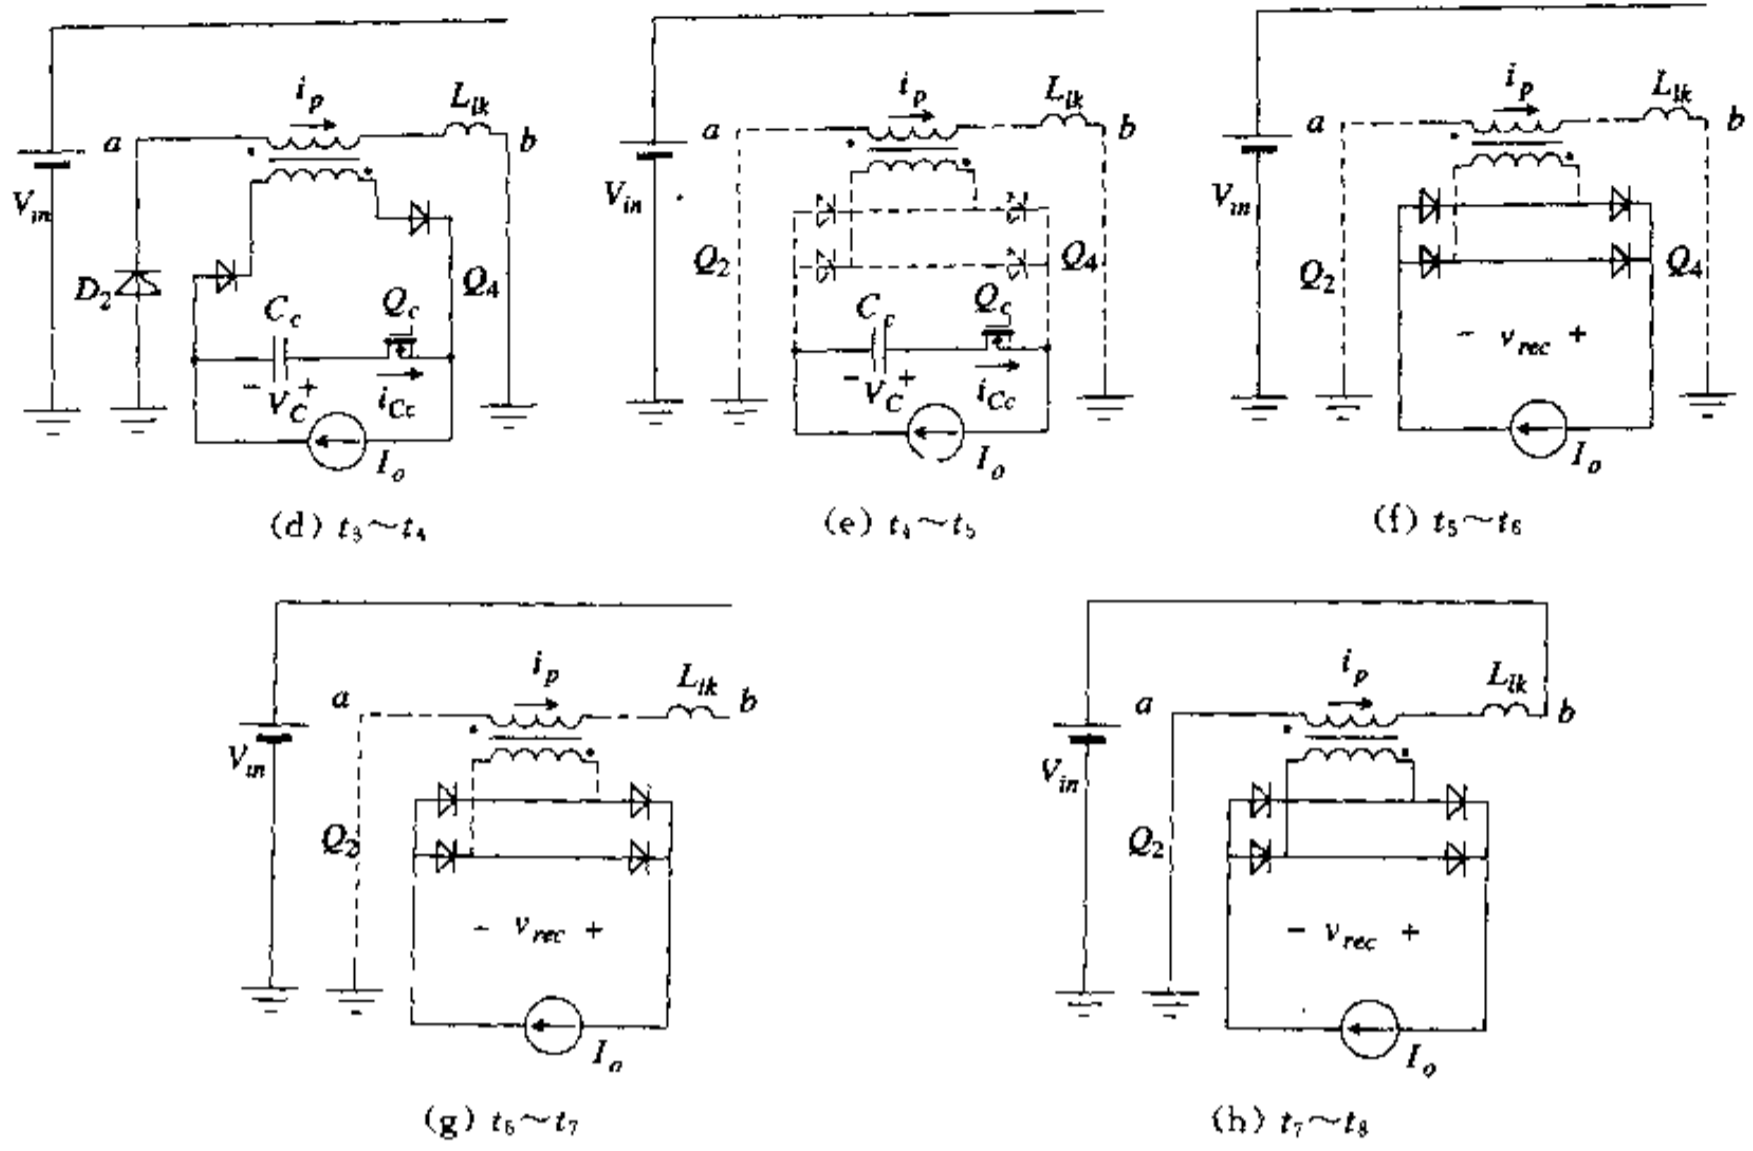 i_p L_lk
a b
V_in
D_2 Q_4
C_c Q_c
- V_C + i_Cc
I_o
(d) t_3~t_4
i_p L_lk
a b
V_in
Q_2 Q_4
C_c Q_c
- V_C + i_Cc
I_o
(e) t_4~t_5
i_p L_lk
a b
V_in
Q_2 Q_4
- v_rec +
I_o
(f) t_5~t_6
i_p L_lk
a b
V_in
Q_2
- v_rec +
I_o
(g) t_6~t_7
i_p L_lk
a b
V_in
Q_2
- v_rec +
I_o
(h) t_7~t_8